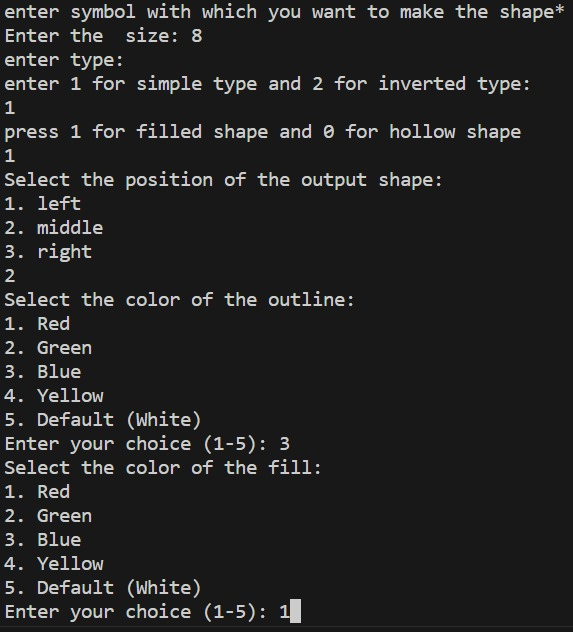 enter symbol with which you want to make the shape*
Enter the  size: 8
enter type:
enter 1 for simple type and 2 for inverted type:
1
press 1 for filled shape and 0 for hollow shape
1
Select the position of the output shape:
1. left
2. middle
3. right
2
Select the color of the outline:
1. Red
2. Green
3. Blue
4. Yellow
5. Default (White)
Enter your choice (1-5): 3
Select the color of the fill:
1. Red
2. Green
3. Blue
4. Yellow
5. Default (White)
Enter your choice (1-5): 1